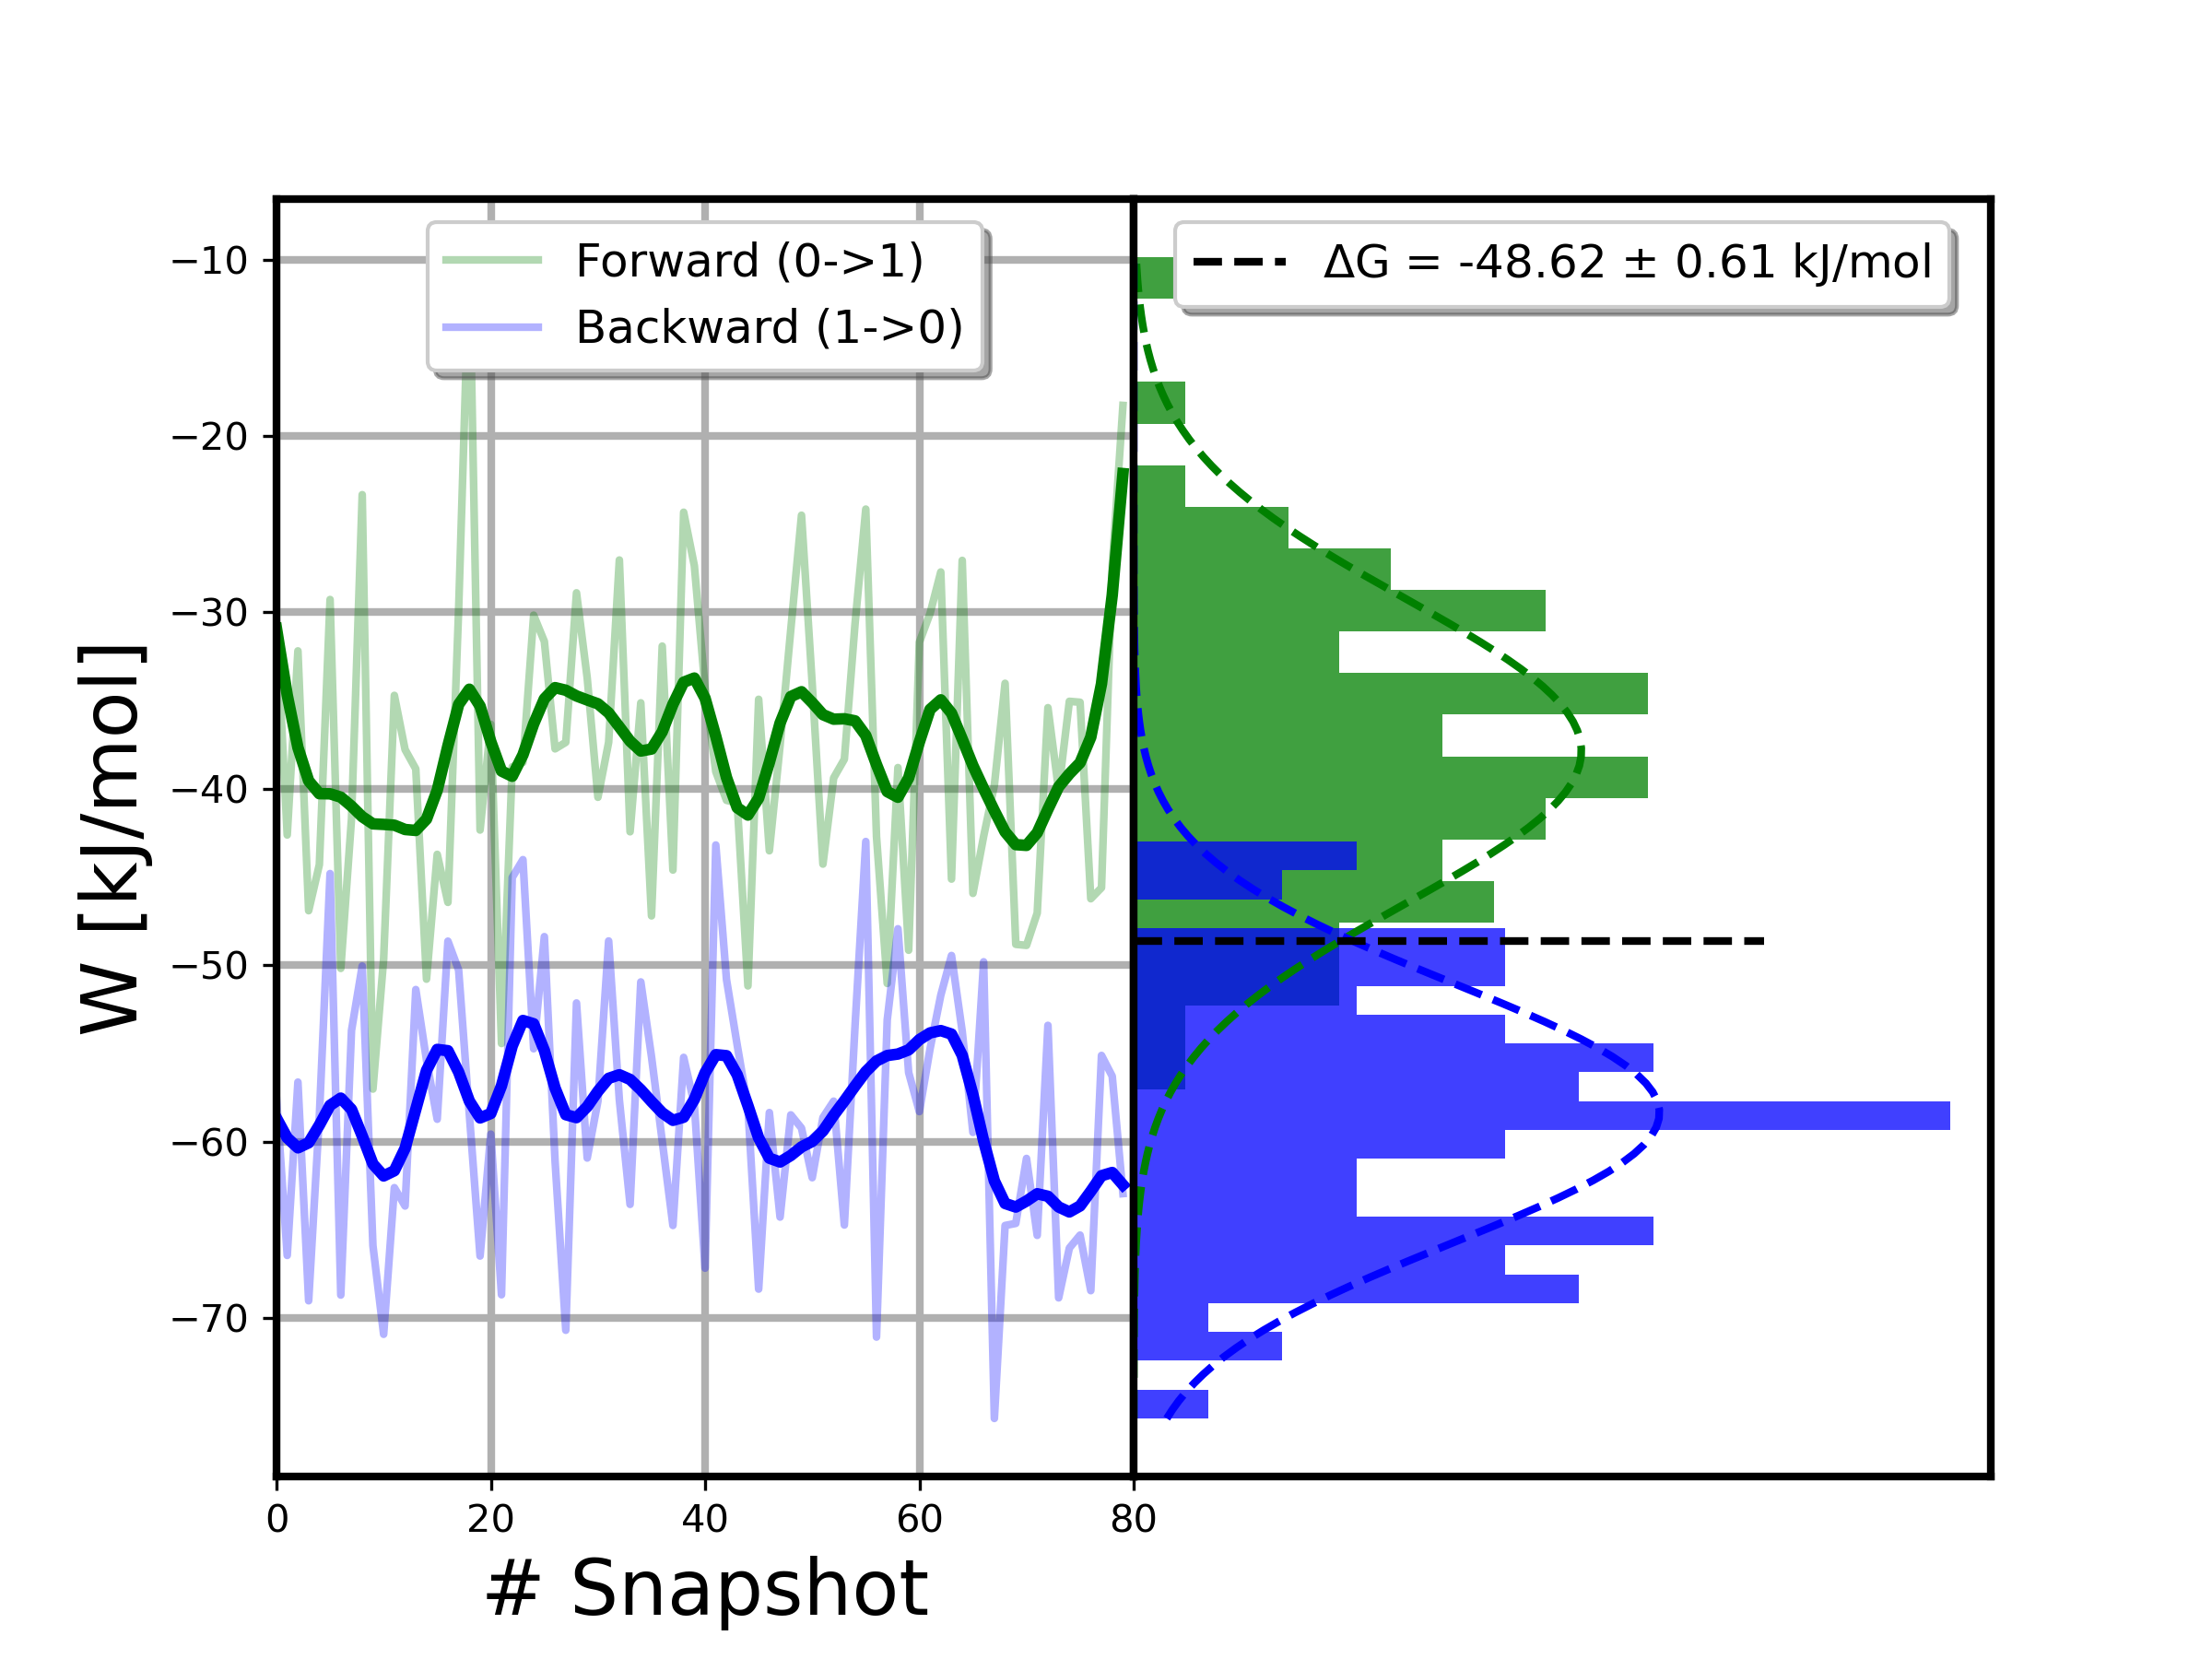 Forward (0->1)
Backward (1->0)
ΔG = -48.62 ± 0.61 kJ/mol
−10
−20
−30
−40
−50
−60
−70
W [kJ/mol]
0 20 40 60 80
# Snapshot